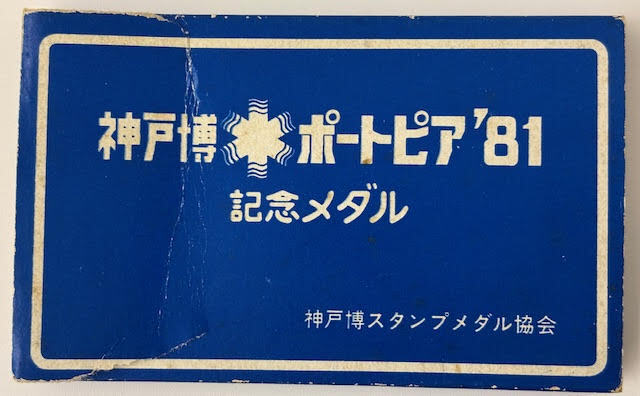 神戸博 ポートピア'81
記念メダル
神戸博スタンプメダル協会